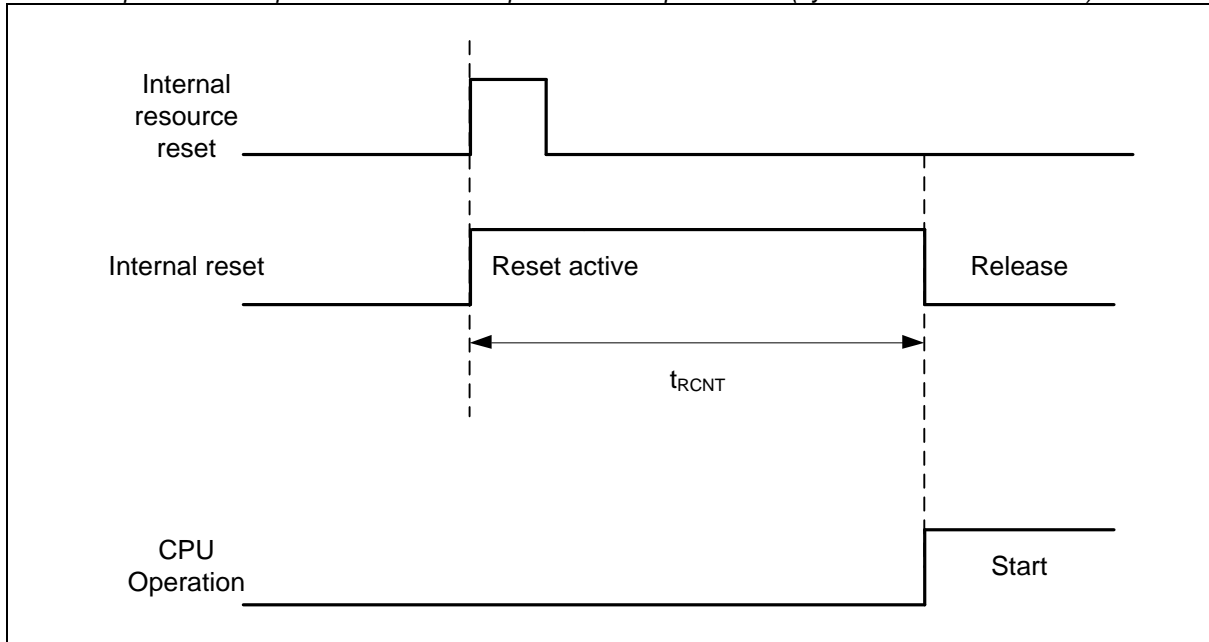 Internal
resource
reset
Internal reset
Reset active
Release
tRCNT
CPU
Operation
Start